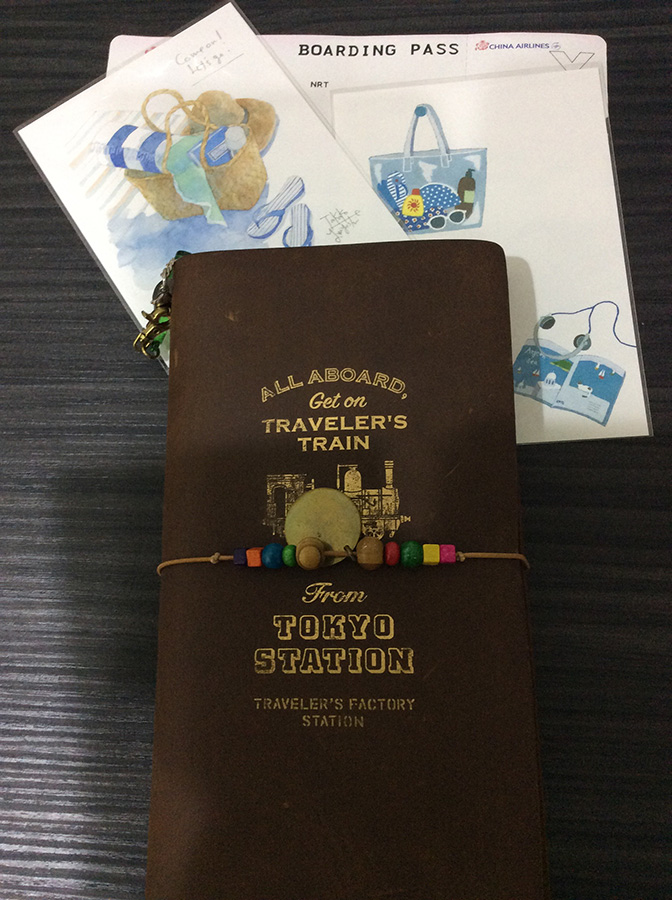 BOARDING PASS
CHINA AIRLINES
NRT
Come on!
Let's go.
ALL ABOARD,
Get on
TRAVELER'S
TRAIN
From
TOKYO
STATION
TRAVELER'S FACTORY
STATION